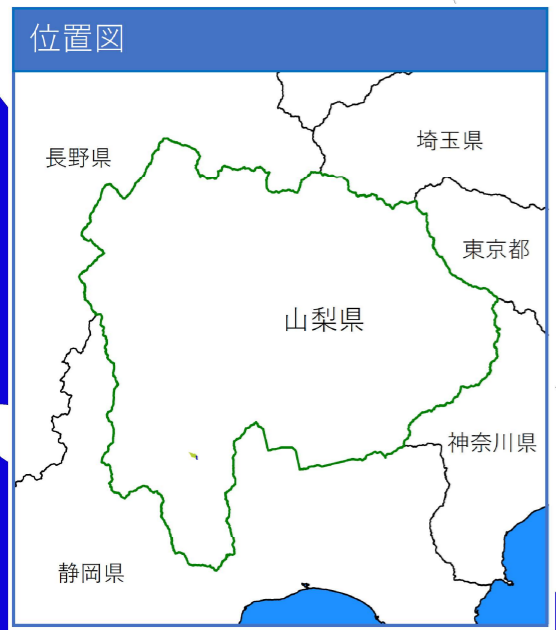 位置図
埼玉県
長野県
東京都
山梨県
神奈川県
静岡県